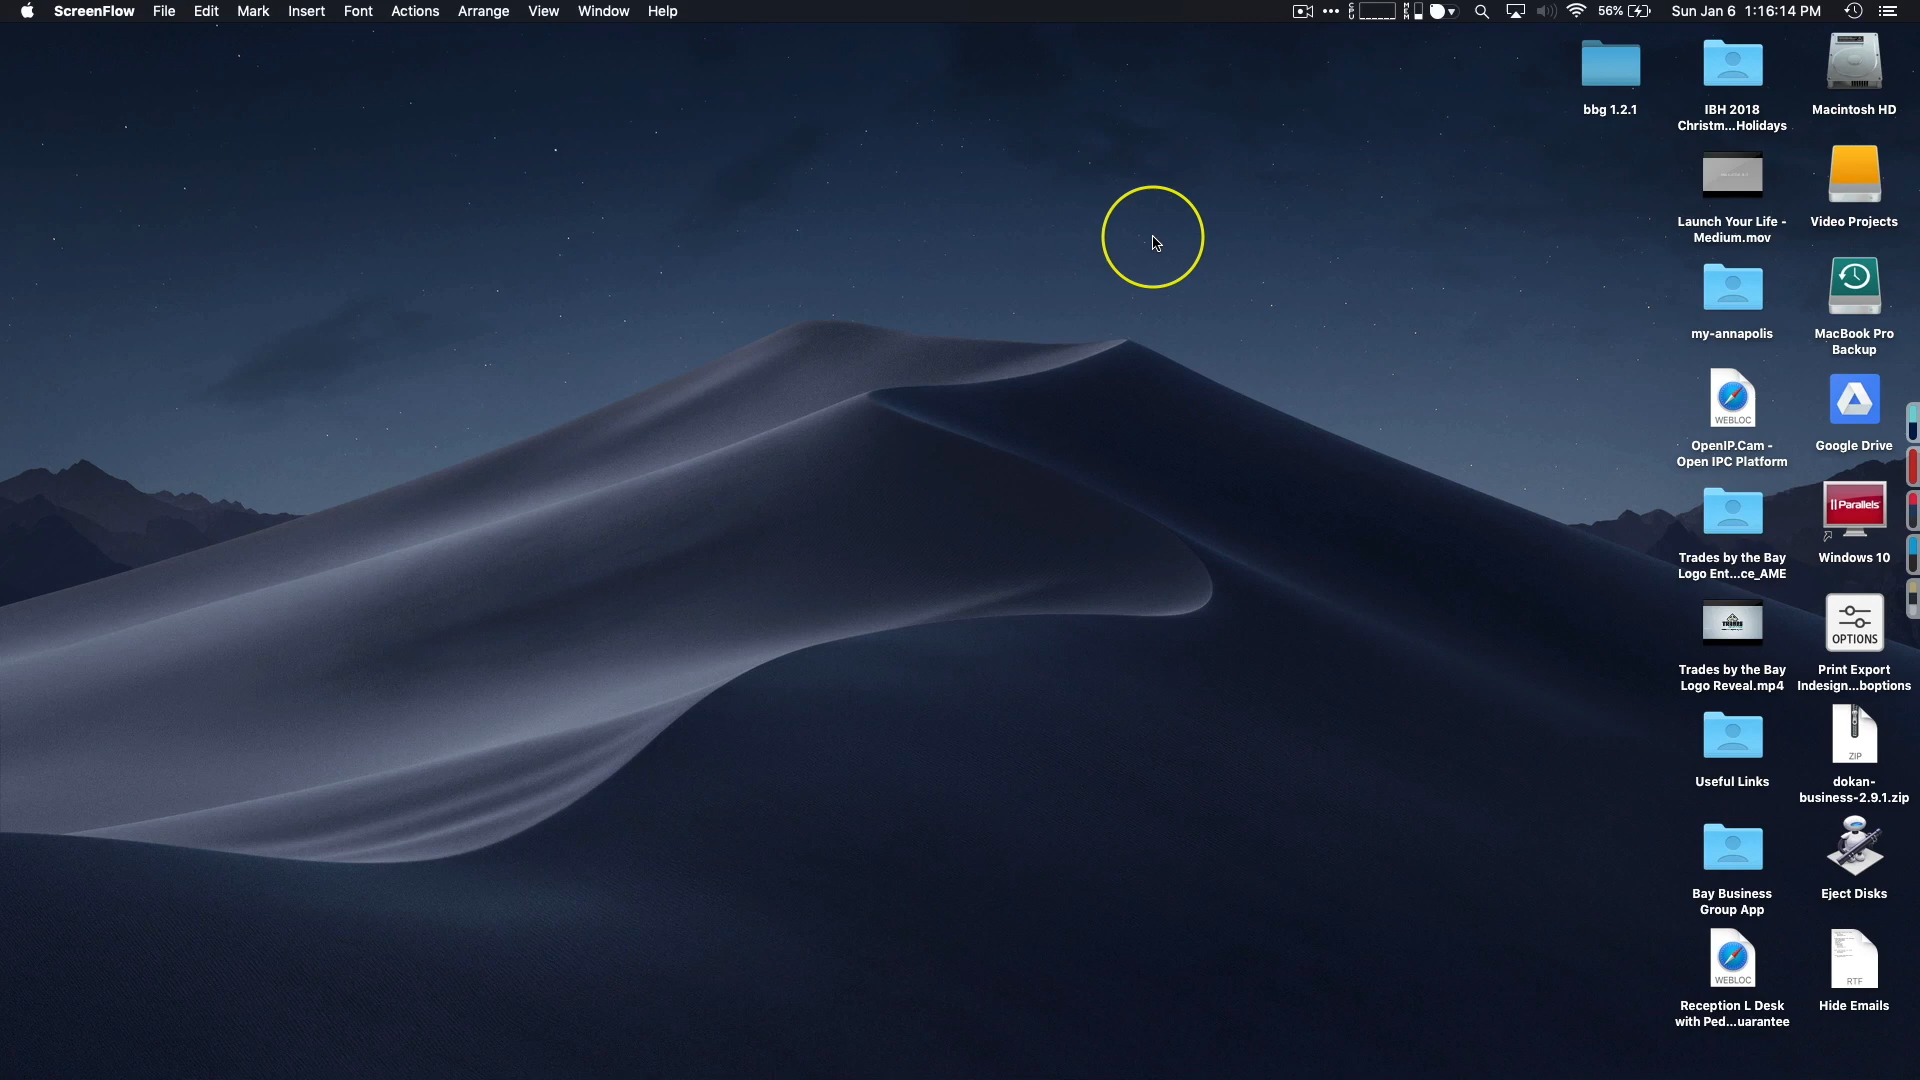 ScreenFlow File Edit Mark Insert Font Actions Arrange View Window Help 56% Sun Jan 6 1:16:14 PM
bbg 1.2.1
IBH 2018
Christm...Holidays
Macintosh HD
Launch Your Life -
Medium.mov
Video Projects
my-annapolis
MacBook Pro
Backup
WEBLOC
OpenIP.Cam -
Open IPC Platform
Google Drive
Trades by the Bay
Logo Ent...ce_AME
Parallels
Windows 10
Trades by the Bay
Logo Reveal.mp4
OPTIONS
Print Export
Indesign...boptions
Useful Links
ZIP
dokan-
business-2.9.1.zip
Bay Business
Group App
Eject Disks
WEBLOC
Reception L Desk
with Ped...uarantee
RTF
Hide Emails